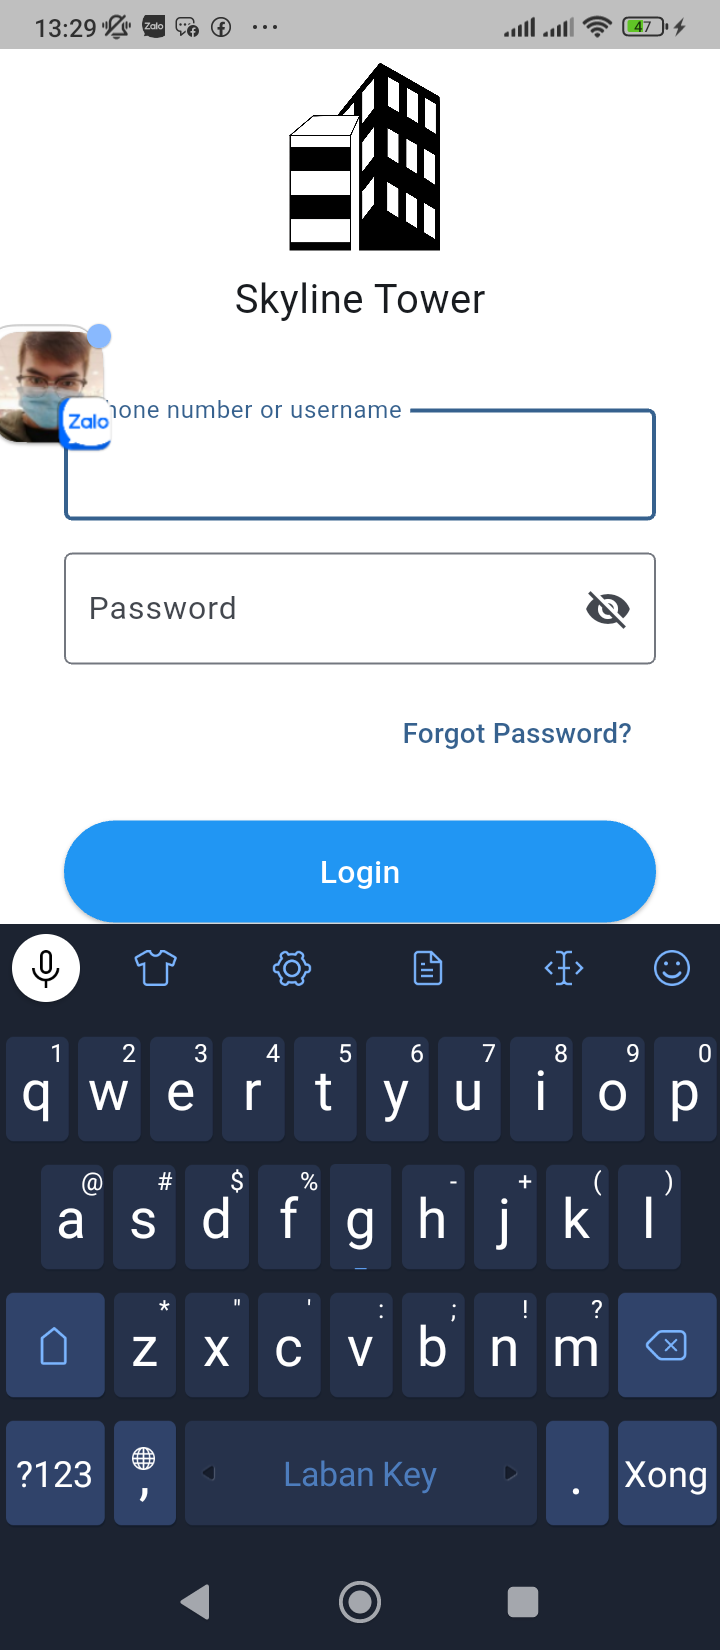 13:29 Zalo 47
Skyline Tower
hone number or username
Zalo
Password
Forgot Password?
Login
1 2 3 4 5 6 7 8 9 0
q w e r t y u i o p
@ # $ % - + ( )
a s d f g h j k l
* " ' : ; ! ?
z x c v b n m
?123 , Laban Key . Xong